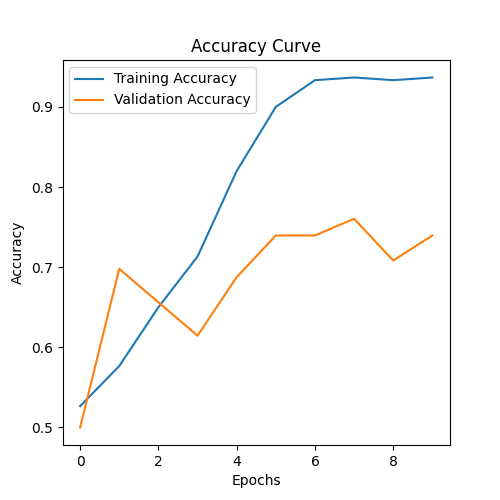 Accuracy Curve
Training Accuracy
Validation Accuracy
0.9
0.8
0.7
0.6
0.5
Accuracy
0 2 4 6 8
Epochs